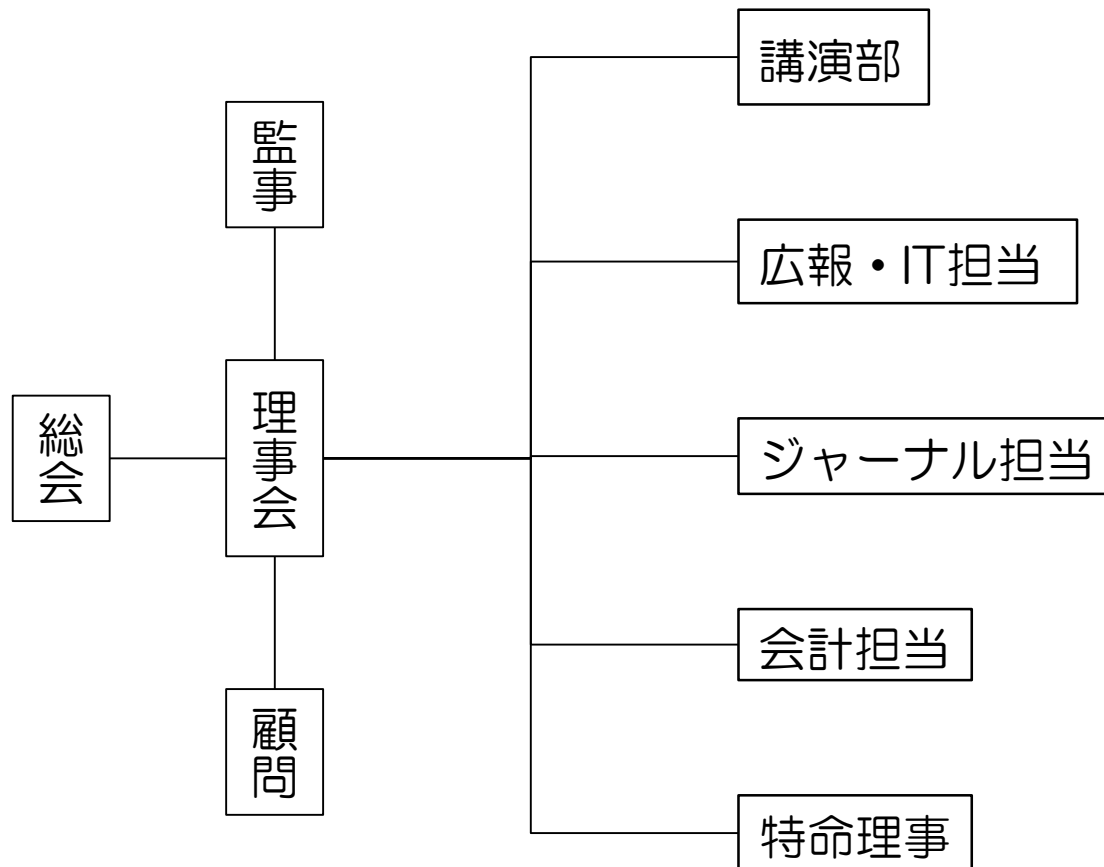 総会
監事
理事会
顧問
講演部
広報・IT担当
ジャーナル担当
会計担当
特命理事